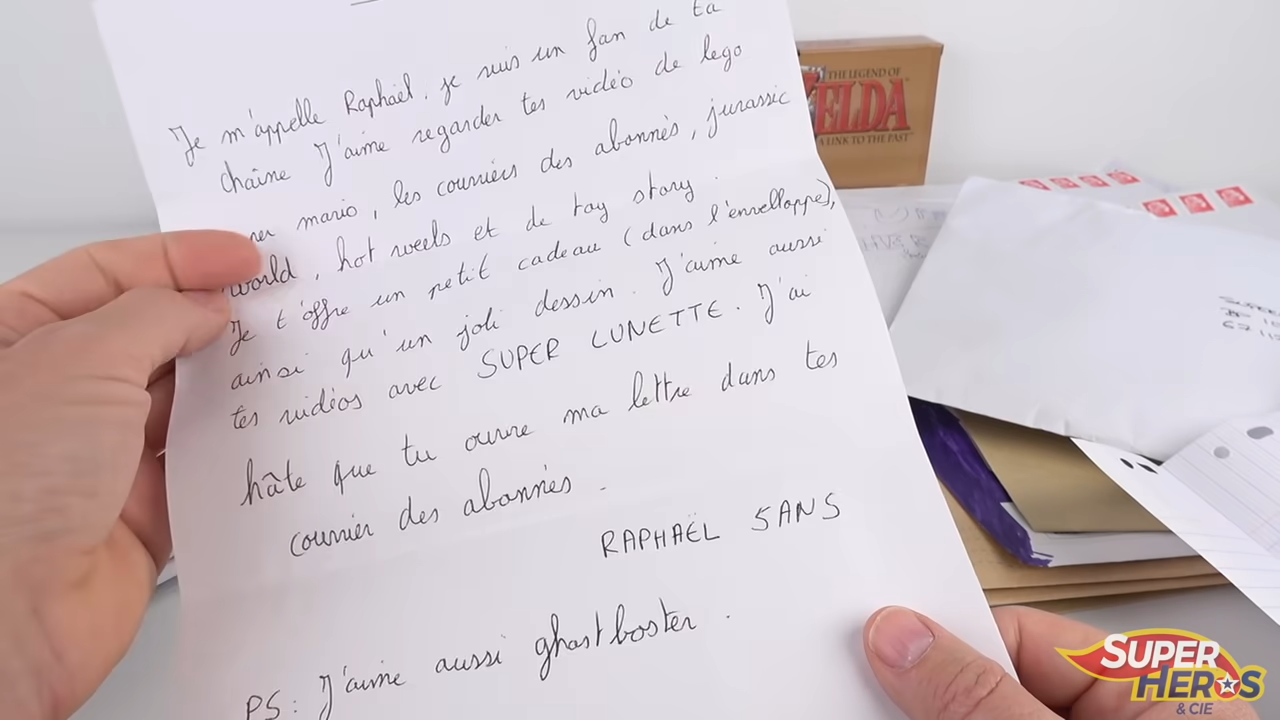 Je m'appelle Raphaël. je suis un fan de ta
chaîne J'aime regarder tes vidéo de lego
mario, les courriers des abonnés, jurassic
world, hot weels et de toy story.
Je t'offre un petit cadeau (dans l'envellappe),
ainsi qu'un joli dessin. J'aime aussi
tes vidéos avec SUPER LUNETTE. J'ai
hâte que tu ouvre ma lettre dans tes
courrier des abonnés.
RAPHAËL 5ANS
PS: J'aime aussi ghastboster.
THE LEGEND OF
ZELDA
A LINK TO THE PAST
SUPER
HEROS
& CIE